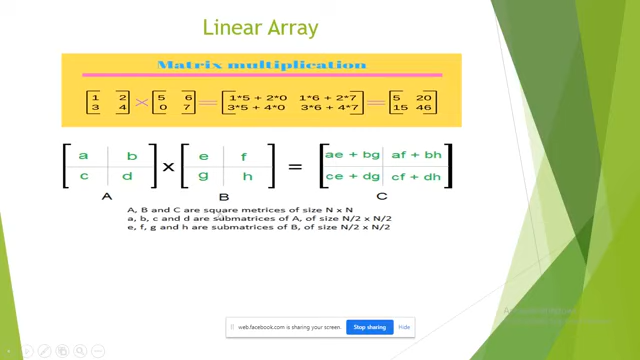 Linear Array
Matrix multiplication
[1 2 3 4] × [5 6 0 7] = [1*5 + 2*0 1*6 + 2*7 3*5 + 4*0 3*6 + 4*7] = [5 20 15 46]
[a b c d] x [e f g h] = [ae + bg af + bh ce + dg cf + dh]
A B C
A, B and C are square metrices of size N x N
a, b, c and d are submatrices of A, of size N/2 x N/2
e, f, g and h are submatrices of B, of size N/2 x N/2
web.facebook.com is sharing your screen. Stop sharing Hide